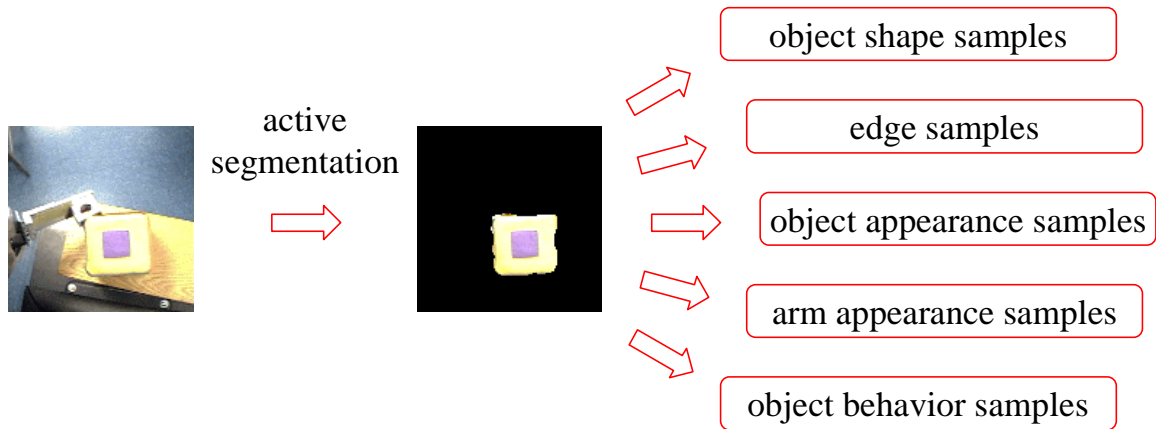 active
segmentation
object shape samples
edge samples
object appearance samples
arm appearance samples
object behavior samples